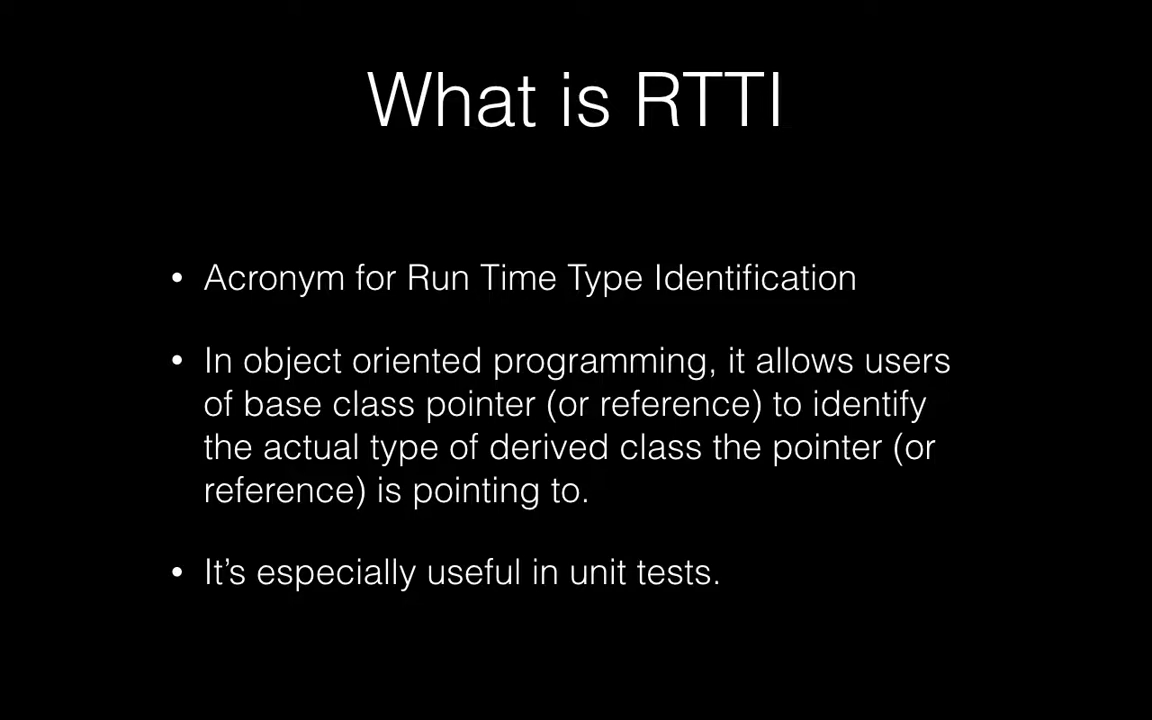 What is RTTI
• Acronym for Run Time Type Identification
• In object oriented programming, it allows users
of base class pointer (or reference) to identify
the actual type of derived class the pointer (or
reference) is pointing to.
• It’s especially useful in unit tests.